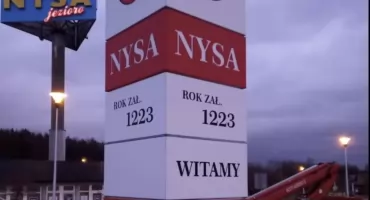 NYSA
jezioro
NYSA
ROK ZAŁ.
1223
NYSA
ROK ZAŁ.
1223
WITAMY